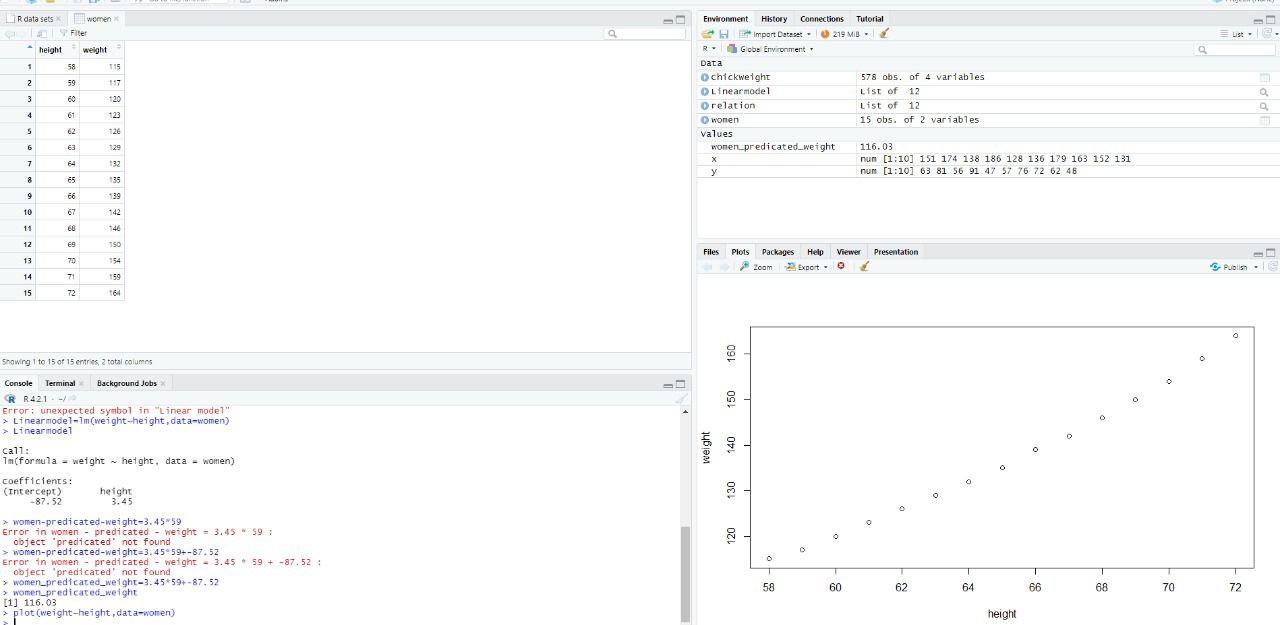 R data sets
women
Filter
height weight
1 58 115
2 59 117
3 60 120
4 61 123
5 62 126
6 63 129
7 64 132
8 65 135
9 66 139
10 67 142
11 68 146
12 69 150
13 70 154
14 71 159
15 72 164
Showing 1 to 15 of 15 entries, 2 total columns
Console Terminal Background Jobs
R 4.2.1 · ~/
Error: unexpected symbol in "Linear model"
> Linearmodel=lm(weight~height,data=women)
> Linearmodel
Call:
lm(formula = weight ~ height, data = women)
Coefficients:
(Intercept) height
-87.52 3.45
> women-predicated-weight=3.45*59
Error in women - predicated - weight = 3.45 * 59 :
object 'predicated' not found
> women-predicated-weight=3.45*59+-87.52
Error in women - predicated - weight = 3.45 * 59 + -87.52 :
object 'predicated' not found
> women_predicated_weight=3.45*59+-87.52
> women_predicated_weight
[1] 116.03
> plot(weight~height,data=women)
>
Environment History Connections Tutorial
Import Dataset 219 MiB List
R Global Environment
Data
chickweight 578 obs. of 4 variables
Linearmodel List of 12
relation List of 12
women 15 obs. of 2 variables
Values
women_predicated_weight 116.03
x num [1:10] 151 174 138 186 128 136 179 163 152 131
y num [1:10] 63 81 56 91 47 57 76 72 62 48
Files Plots Packages Help Viewer Presentation
Zoom Export Publish
160
150
140
130
120
weight
58 60 62 64 66 68 70 72
height